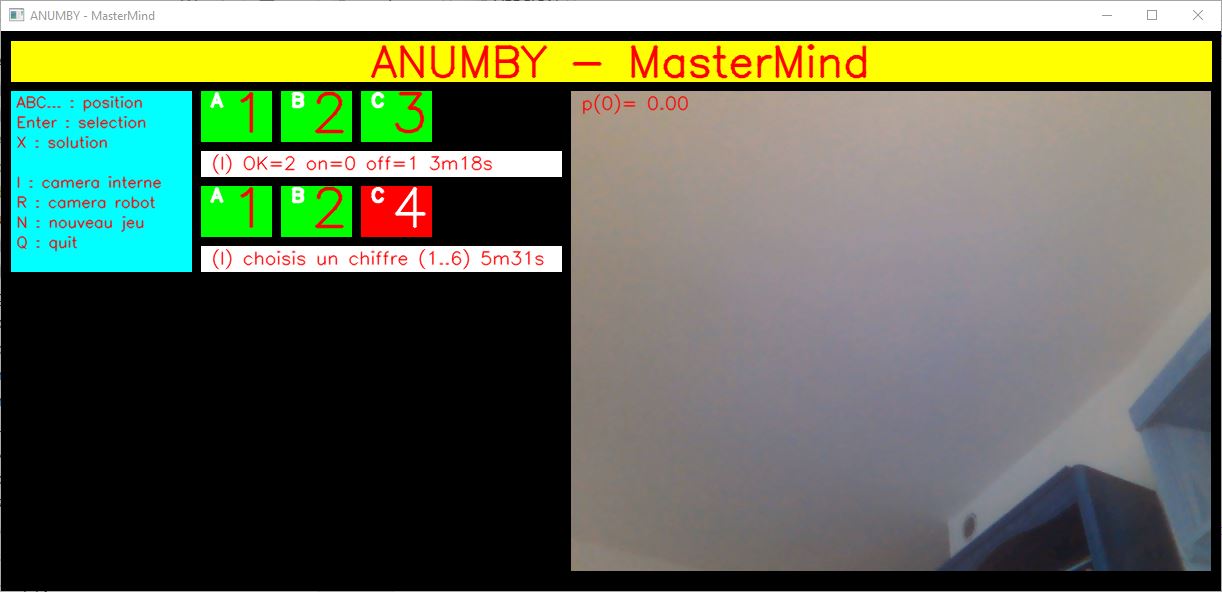 ANUMBY - MasterMind
ANUMBY - MasterMind
ABC... : position
Enter : selection
X : solution
I : camera interne
R : camera robot
N : nouveau jeu
Q : quit
A 1 B 2 C 3
(I) OK=2 on=0 off=1 3m18s
A 1 B 2 C 4
(I) choisis un chiffre (1..6) 5m31s
p(0)= 0.00